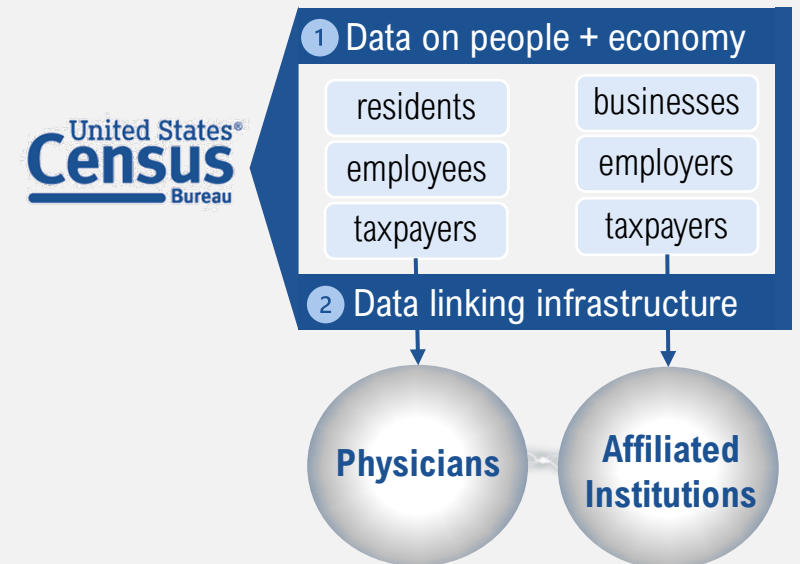 1 Data on people + economy
United States®
Census
Bureau
residents
employees
taxpayers
businesses
employers
taxpayers
2 Data linking infrastructure
Physicians
Affiliated
Institutions